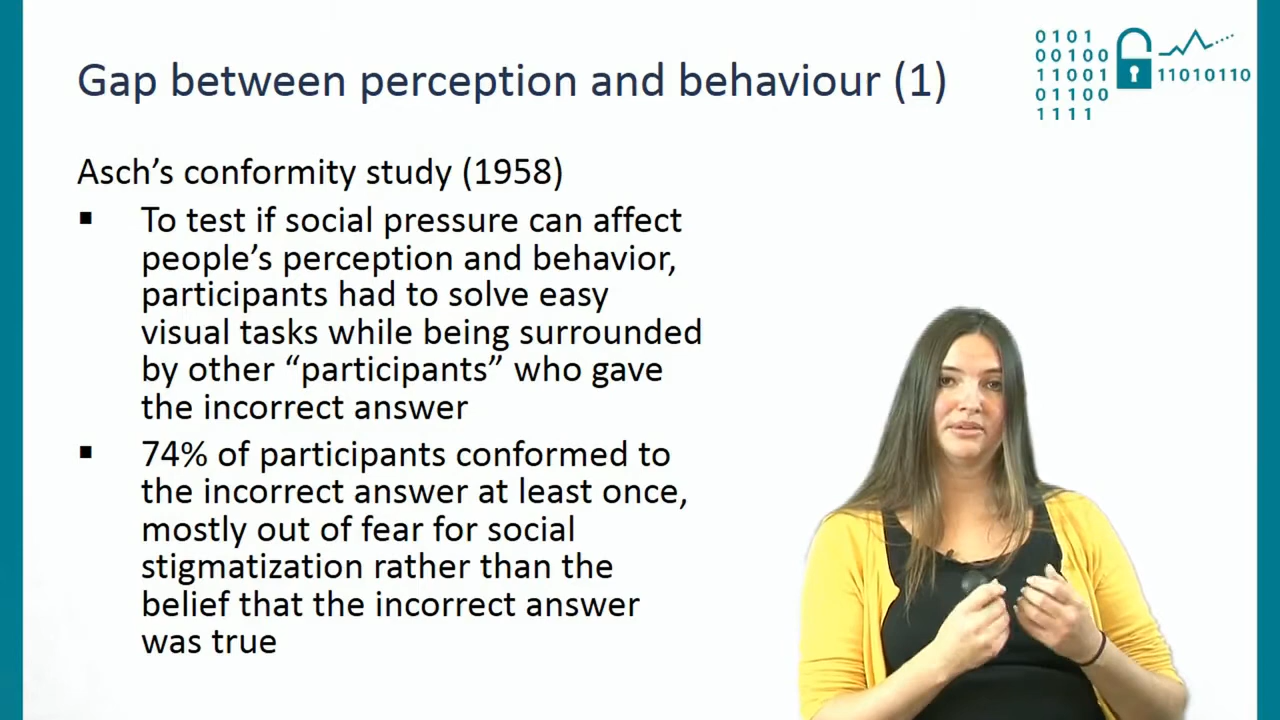 Gap between perception and behaviour (1)
0101
00100
11001
01100
1111
11010110
Asch’s conformity study (1958)
▪ To test if social pressure can affect
people’s perception and behavior,
participants had to solve easy
visual tasks while being surrounded
by other “participants” who gave
the incorrect answer
▪ 74% of participants conformed to
the incorrect answer at least once,
mostly out of fear for social
stigmatization rather than the
belief that the incorrect answer
was true